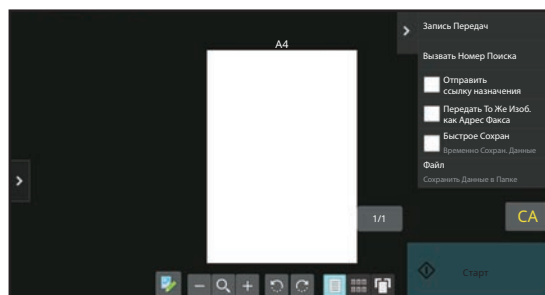 A4
1/1
Запись Передач
Вызвать Номер Поиска
Отправить
ссылку назначения
Передать То Же Изоб.
как Адрес Факса
Быстрое Сохран
Временно Сохран. Данные
Файл
Сохранить Данные в Папке
CA
Старт